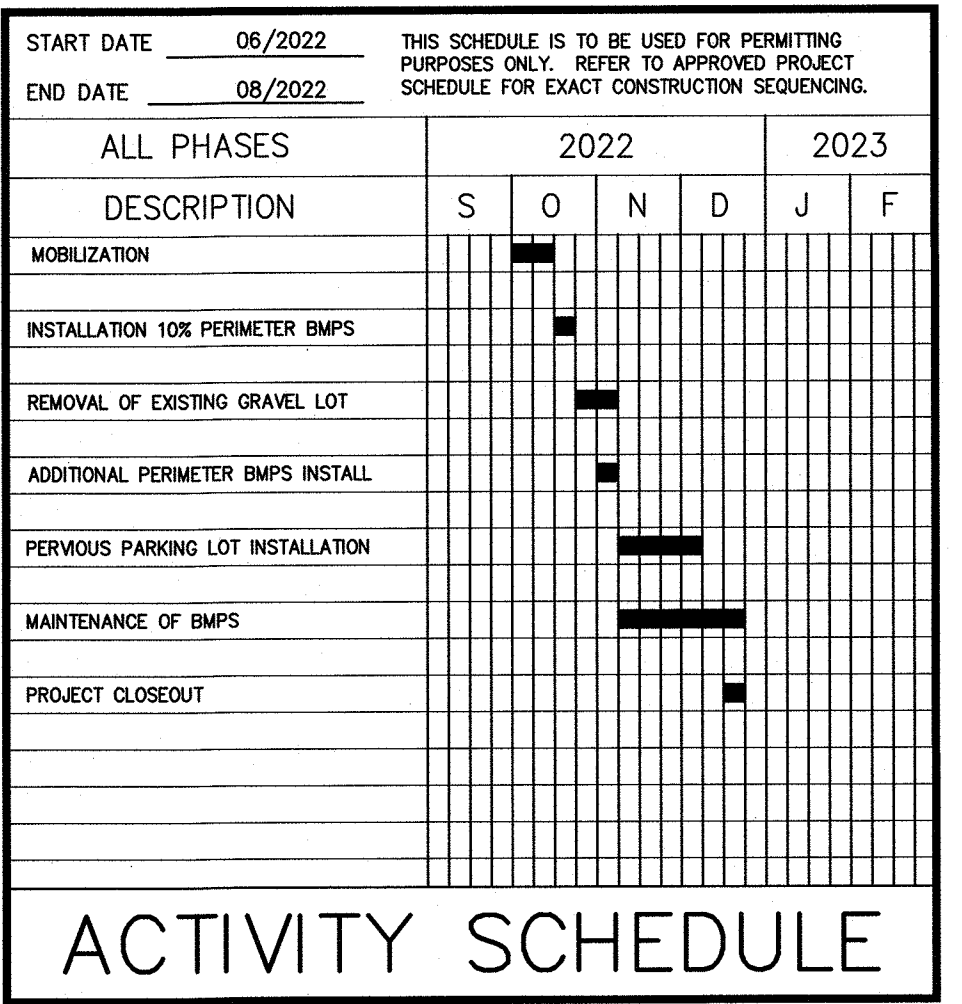 START DATE 06/2022
END DATE 08/2022
THIS SCHEDULE IS TO BE USED FOR PERMITTING
PURPOSES ONLY. REFER TO APPROVED PROJECT
SCHEDULE FOR EXACT CONSTRUCTION SEQUENCING.
ALL PHASES 2022 2023
DESCRIPTION S O N D J F
MOBILIZATION
INSTALLATION 10% PERIMETER BMPS
REMOVAL OF EXISTING GRAVEL LOT
ADDITIONAL PERIMETER BMPS INSTALL
PERVIOUS PARKING LOT INSTALLATION
MAINTENANCE OF BMPS
PROJECT CLOSEOUT
ACTIVITY SCHEDULE